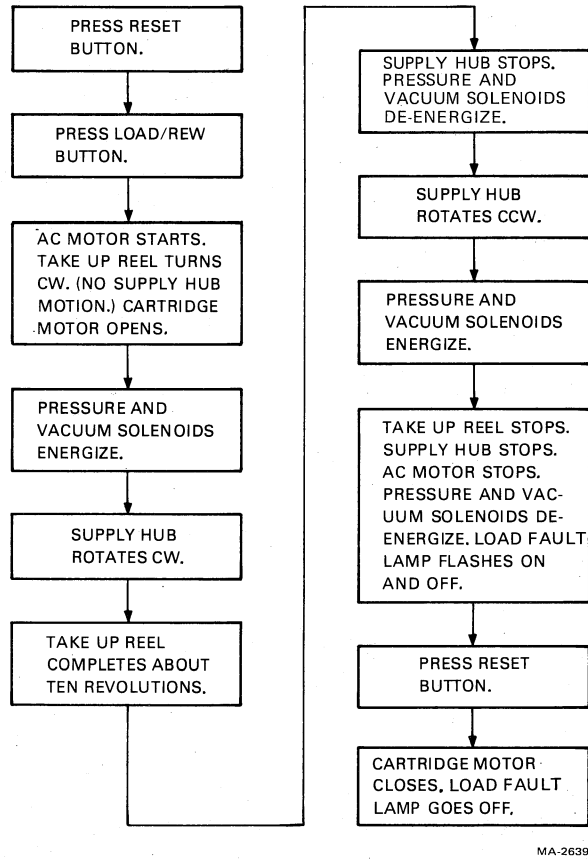 PRESS RESET
BUTTON.
PRESS LOAD/REW
BUTTON.
AC MOTOR STARTS.
TAKE UP REEL TURNS
CW. (NO SUPPLY HUB
MOTION.) CARTRIDGE
MOTOR OPENS.
PRESSURE AND
VACUUM SOLENOIDS
ENERGIZE.
SUPPLY HUB
ROTATES CW.
TAKE UP REEL
COMPLETES ABOUT
TEN REVOLUTIONS.
SUPPLY HUB STOPS.
PRESSURE AND
VACUUM SOLENOIDS
DE-ENERGIZE.
SUPPLY HUB
ROTATES CCW.
PRESSURE AND
VACUUM SOLENOIDS
ENERGIZE.
TAKE UP REEL STOPS.
SUPPLY HUB STOPS.
AC MOTOR STOPS.
PRESSURE AND VAC-
UUM SOLENOIDS DE-
ENERGIZE. LOAD FAULT
LAMP FLASHES ON
AND OFF.
PRESS RESET
BUTTON.
CARTRIDGE MOTOR
CLOSES. LOAD FAULT
LAMP GOES OFF.
MA-2639